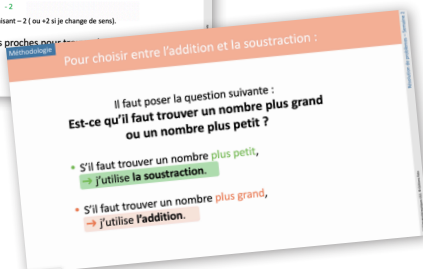 - 2
isant – 2 ( ou +2 si je change de sens).
s proches pour
Méthodologie
Pour choisir entre l'addition et la soustraction :
Il faut poser la question suivante :
Est-ce qu'il faut trouver un nombre plus grand
ou un nombre plus petit ?
• S'il faut trouver un nombre plus petit,
→ j'utilise la soustraction.
• S'il faut trouver un nombre plus grand,
→ j'utilise l'addition.